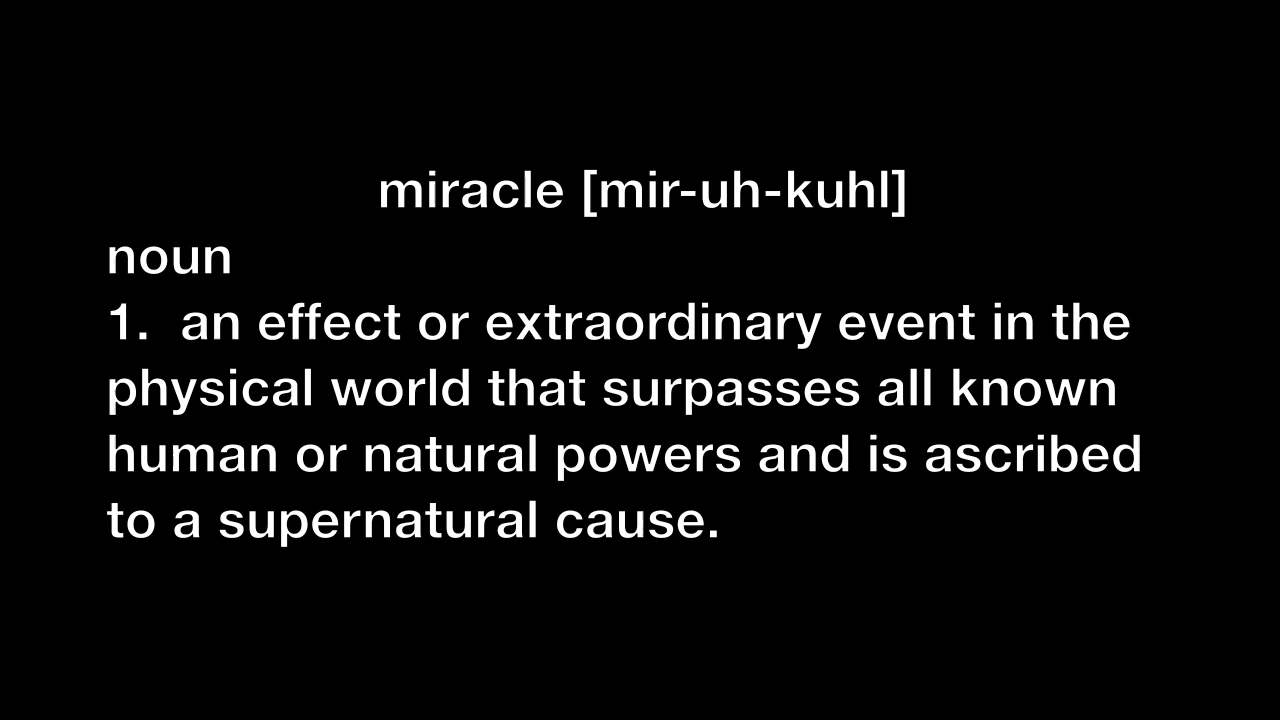 miracle [mir-uh-kuhl]
noun
1.  an effect or extraordinary event in the
physical world that surpasses all known
human or natural powers and is ascribed
to a supernatural cause.